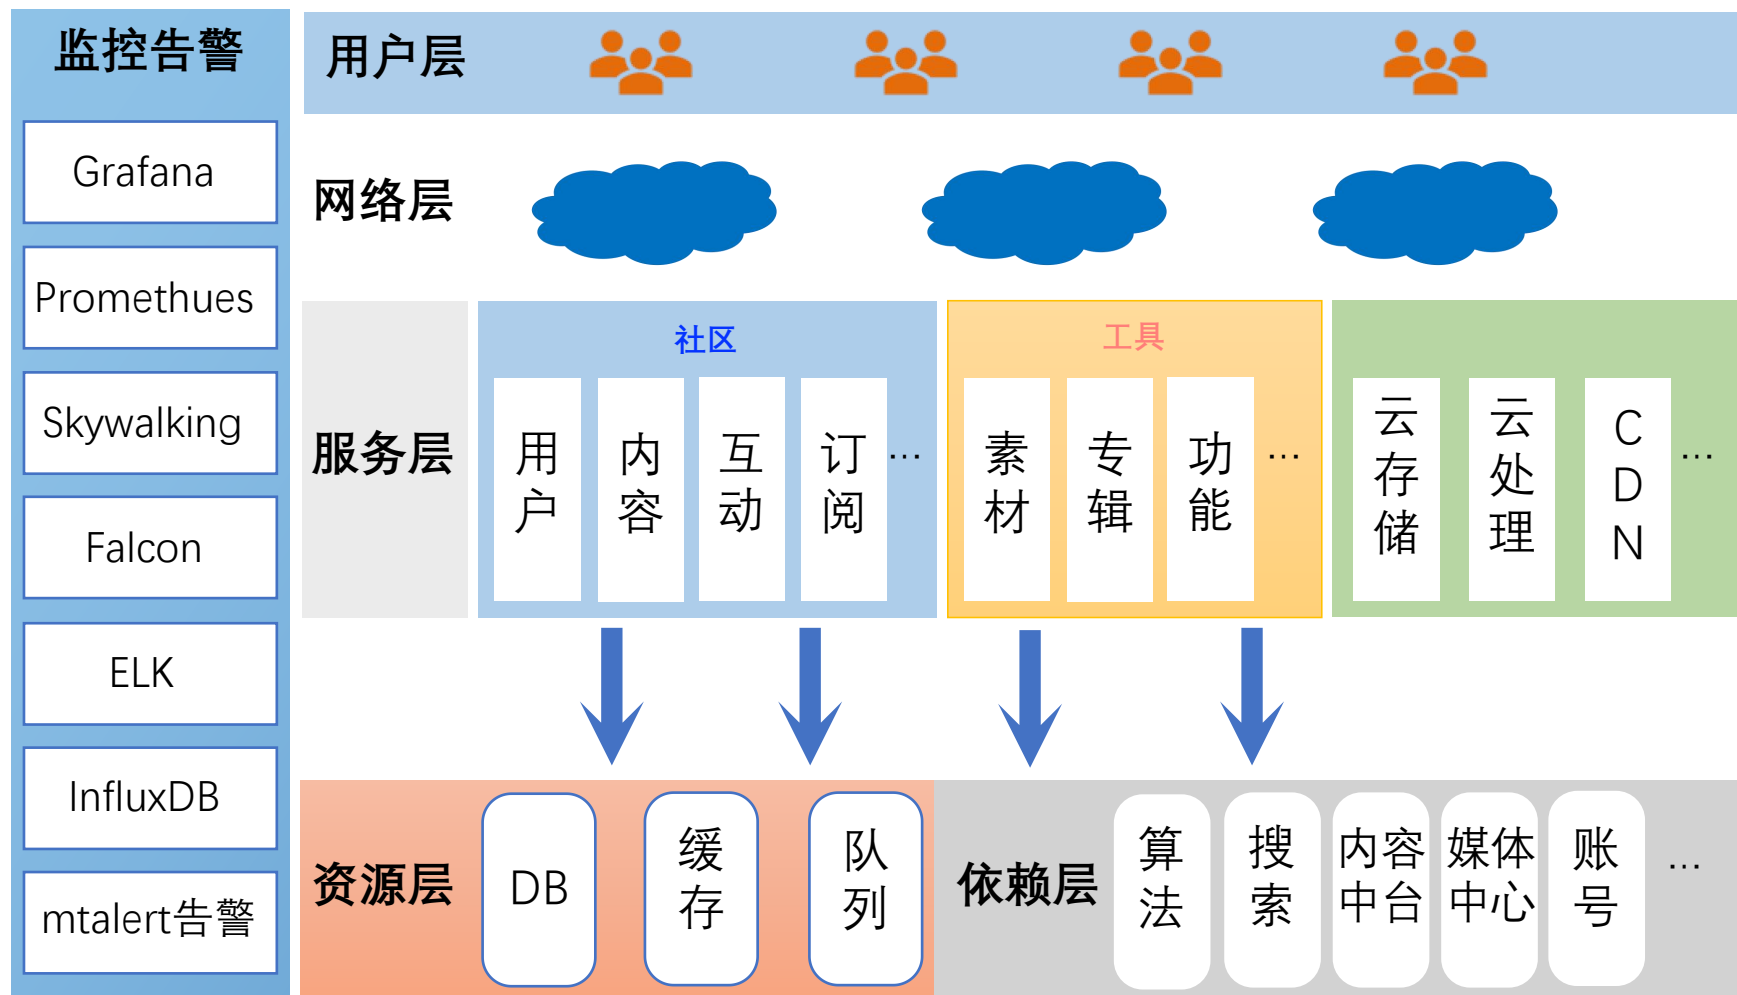 监控告警
Grafana
Promethues
Skywalking
Falcon
ELK
InfluxDB
mtalert告警
用户层
网络层
服务层
社区
用户
内容
互动
订阅
...
工具
素材
专辑
功能
...
云存储
云处理
CDN
...
资源层
DB
缓存
队列
依赖层
算法
搜索
内容
中台
媒体
中心
账号
...